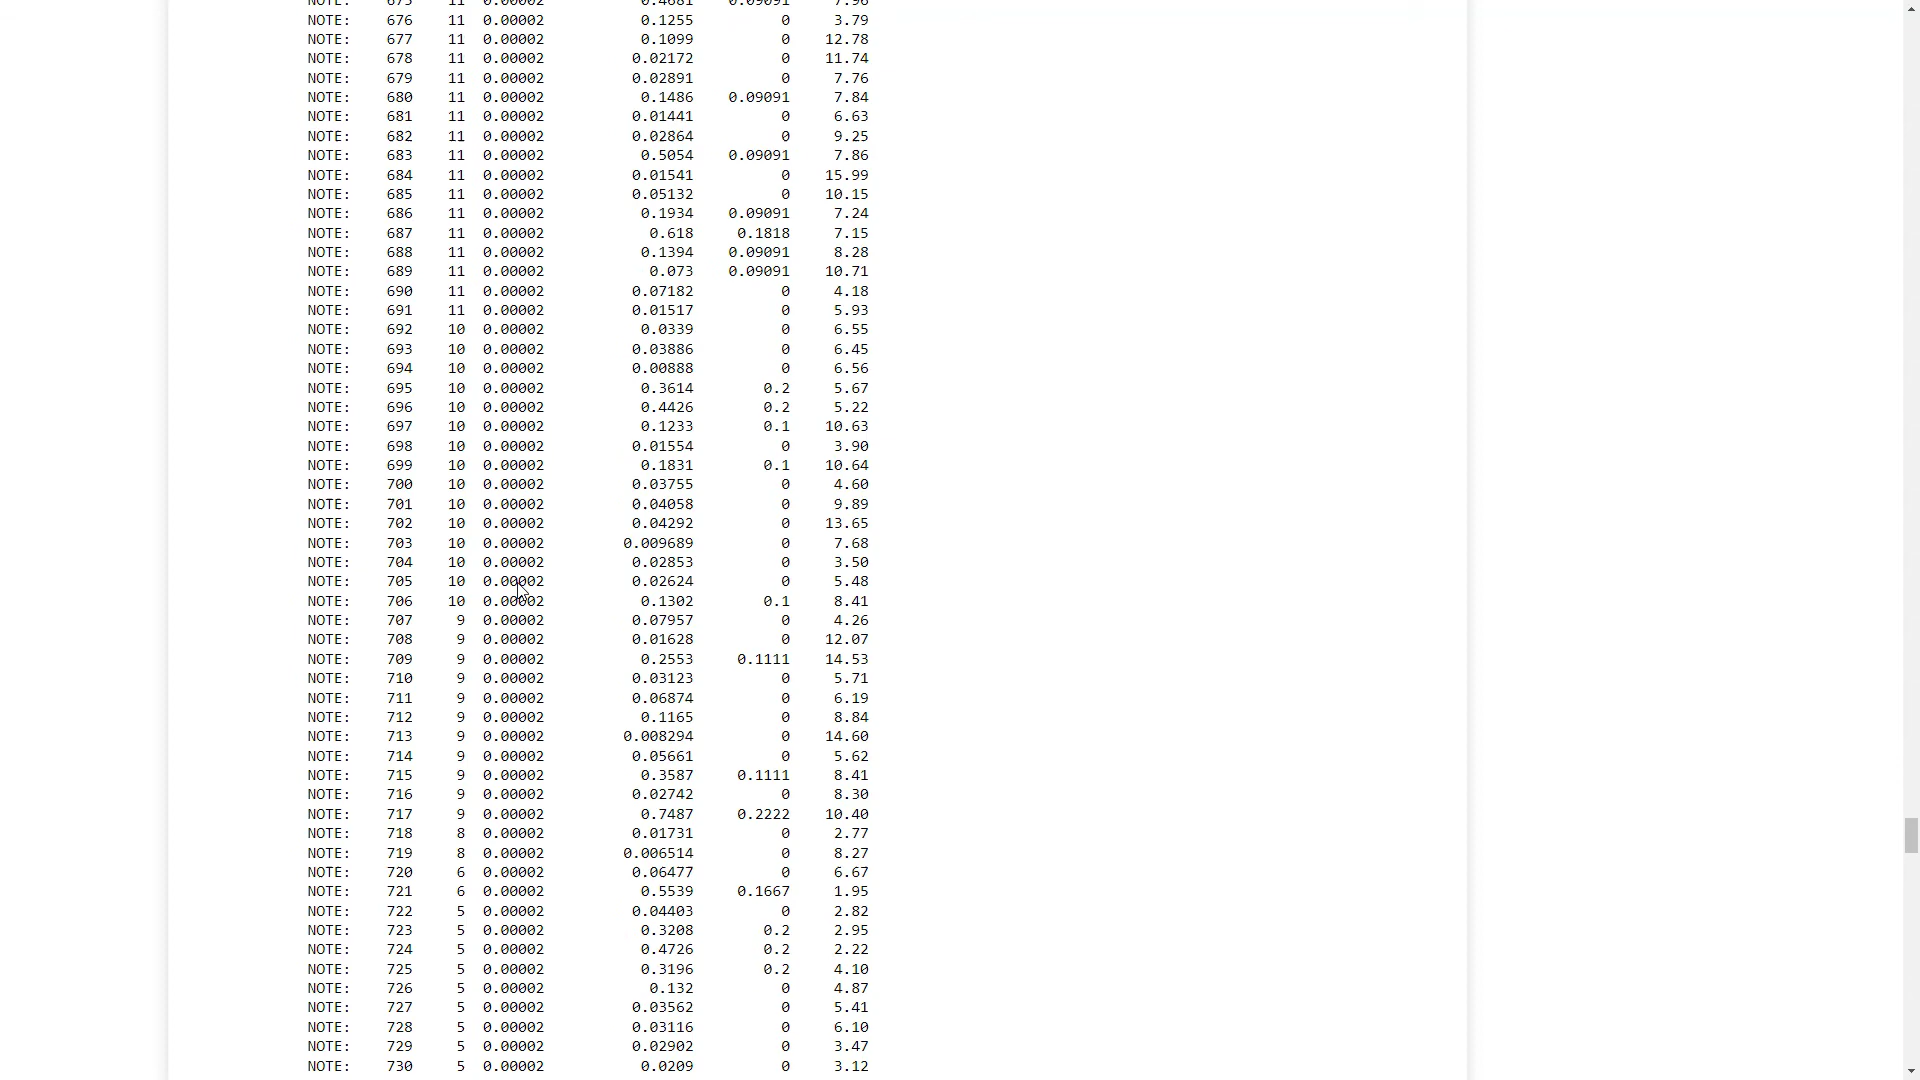 NOTE: 675 11 0.00002 0.4681 0.09091 7.96
NOTE: 676 11 0.00002 0.1255 0 3.79
NOTE: 677 11 0.00002 0.1099 0 12.78
NOTE: 678 11 0.00002 0.02172 0 11.74
NOTE: 679 11 0.00002 0.02891 0 7.76
NOTE: 680 11 0.00002 0.1486 0.09091 7.84
NOTE: 681 11 0.00002 0.01441 0 6.63
NOTE: 682 11 0.00002 0.02864 0 9.25
NOTE: 683 11 0.00002 0.5054 0.09091 7.86
NOTE: 684 11 0.00002 0.01541 0 15.99
NOTE: 685 11 0.00002 0.05132 0 10.15
NOTE: 686 11 0.00002 0.1934 0.09091 7.24
NOTE: 687 11 0.00002 0.618 0.1818 7.15
NOTE: 688 11 0.00002 0.1394 0.09091 8.28
NOTE: 689 11 0.00002 0.073 0.09091 10.71
NOTE: 690 11 0.00002 0.07182 0 4.18
NOTE: 691 11 0.00002 0.01517 0 5.93
NOTE: 692 10 0.00002 0.0339 0 6.55
NOTE: 693 10 0.00002 0.03886 0 6.45
NOTE: 694 10 0.00002 0.00888 0 6.56
NOTE: 695 10 0.00002 0.3614 0.2 5.67
NOTE: 696 10 0.00002 0.4426 0.2 5.22
NOTE: 697 10 0.00002 0.1233 0.1 10.63
NOTE: 698 10 0.00002 0.01554 0 3.90
NOTE: 699 10 0.00002 0.1831 0.1 10.64
NOTE: 700 10 0.00002 0.03755 0 4.60
NOTE: 701 10 0.00002 0.04058 0 9.89
NOTE: 702 10 0.00002 0.04292 0 13.65
NOTE: 703 10 0.00002 0.009689 0 7.68
NOTE: 704 10 0.00002 0.02853 0 3.50
NOTE: 705 10 0.00002 0.02624 0 5.48
NOTE: 706 10 0.00002 0.1302 0.1 8.41
NOTE: 707 9 0.00002 0.07957 0 4.26
NOTE: 708 9 0.00002 0.01628 0 12.07
NOTE: 709 9 0.00002 0.2553 0.1111 14.53
NOTE: 710 9 0.00002 0.03123 0 5.71
NOTE: 711 9 0.00002 0.06874 0 6.19
NOTE: 712 9 0.00002 0.1165 0 8.84
NOTE: 713 9 0.00002 0.008294 0 14.60
NOTE: 714 9 0.00002 0.05661 0 5.62
NOTE: 715 9 0.00002 0.3587 0.1111 8.41
NOTE: 716 9 0.00002 0.02742 0 8.30
NOTE: 717 9 0.00002 0.7487 0.2222 10.40
NOTE: 718 8 0.00002 0.01731 0 2.77
NOTE: 719 8 0.00002 0.006514 0 8.27
NOTE: 720 6 0.00002 0.06477 0 6.67
NOTE: 721 6 0.00002 0.5539 0.1667 1.95
NOTE: 722 5 0.00002 0.04403 0 2.82
NOTE: 723 5 0.00002 0.3208 0.2 2.95
NOTE: 724 5 0.00002 0.4726 0.2 2.22
NOTE: 725 5 0.00002 0.3196 0.2 4.10
NOTE: 726 5 0.00002 0.132 0 4.87
NOTE: 727 5 0.00002 0.03562 0 5.41
NOTE: 728 5 0.00002 0.03116 0 6.10
NOTE: 729 5 0.00002 0.02902 0 3.47
NOTE: 730 5 0.00002 0.0209 0 3.12